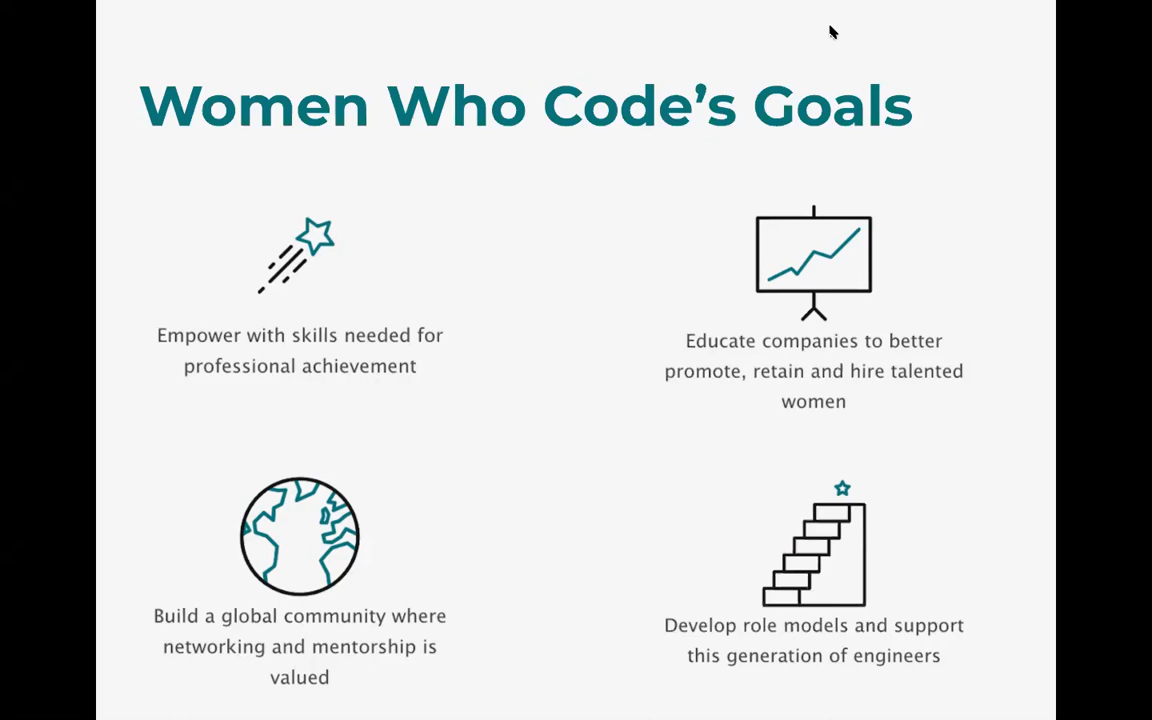 Women Who Code’s Goals
Empower with skills needed for
professional achievement
Educate companies to better
promote, retain and hire talented
women
Build a global community where
networking and mentorship is
valued
Develop role models and support
this generation of engineers